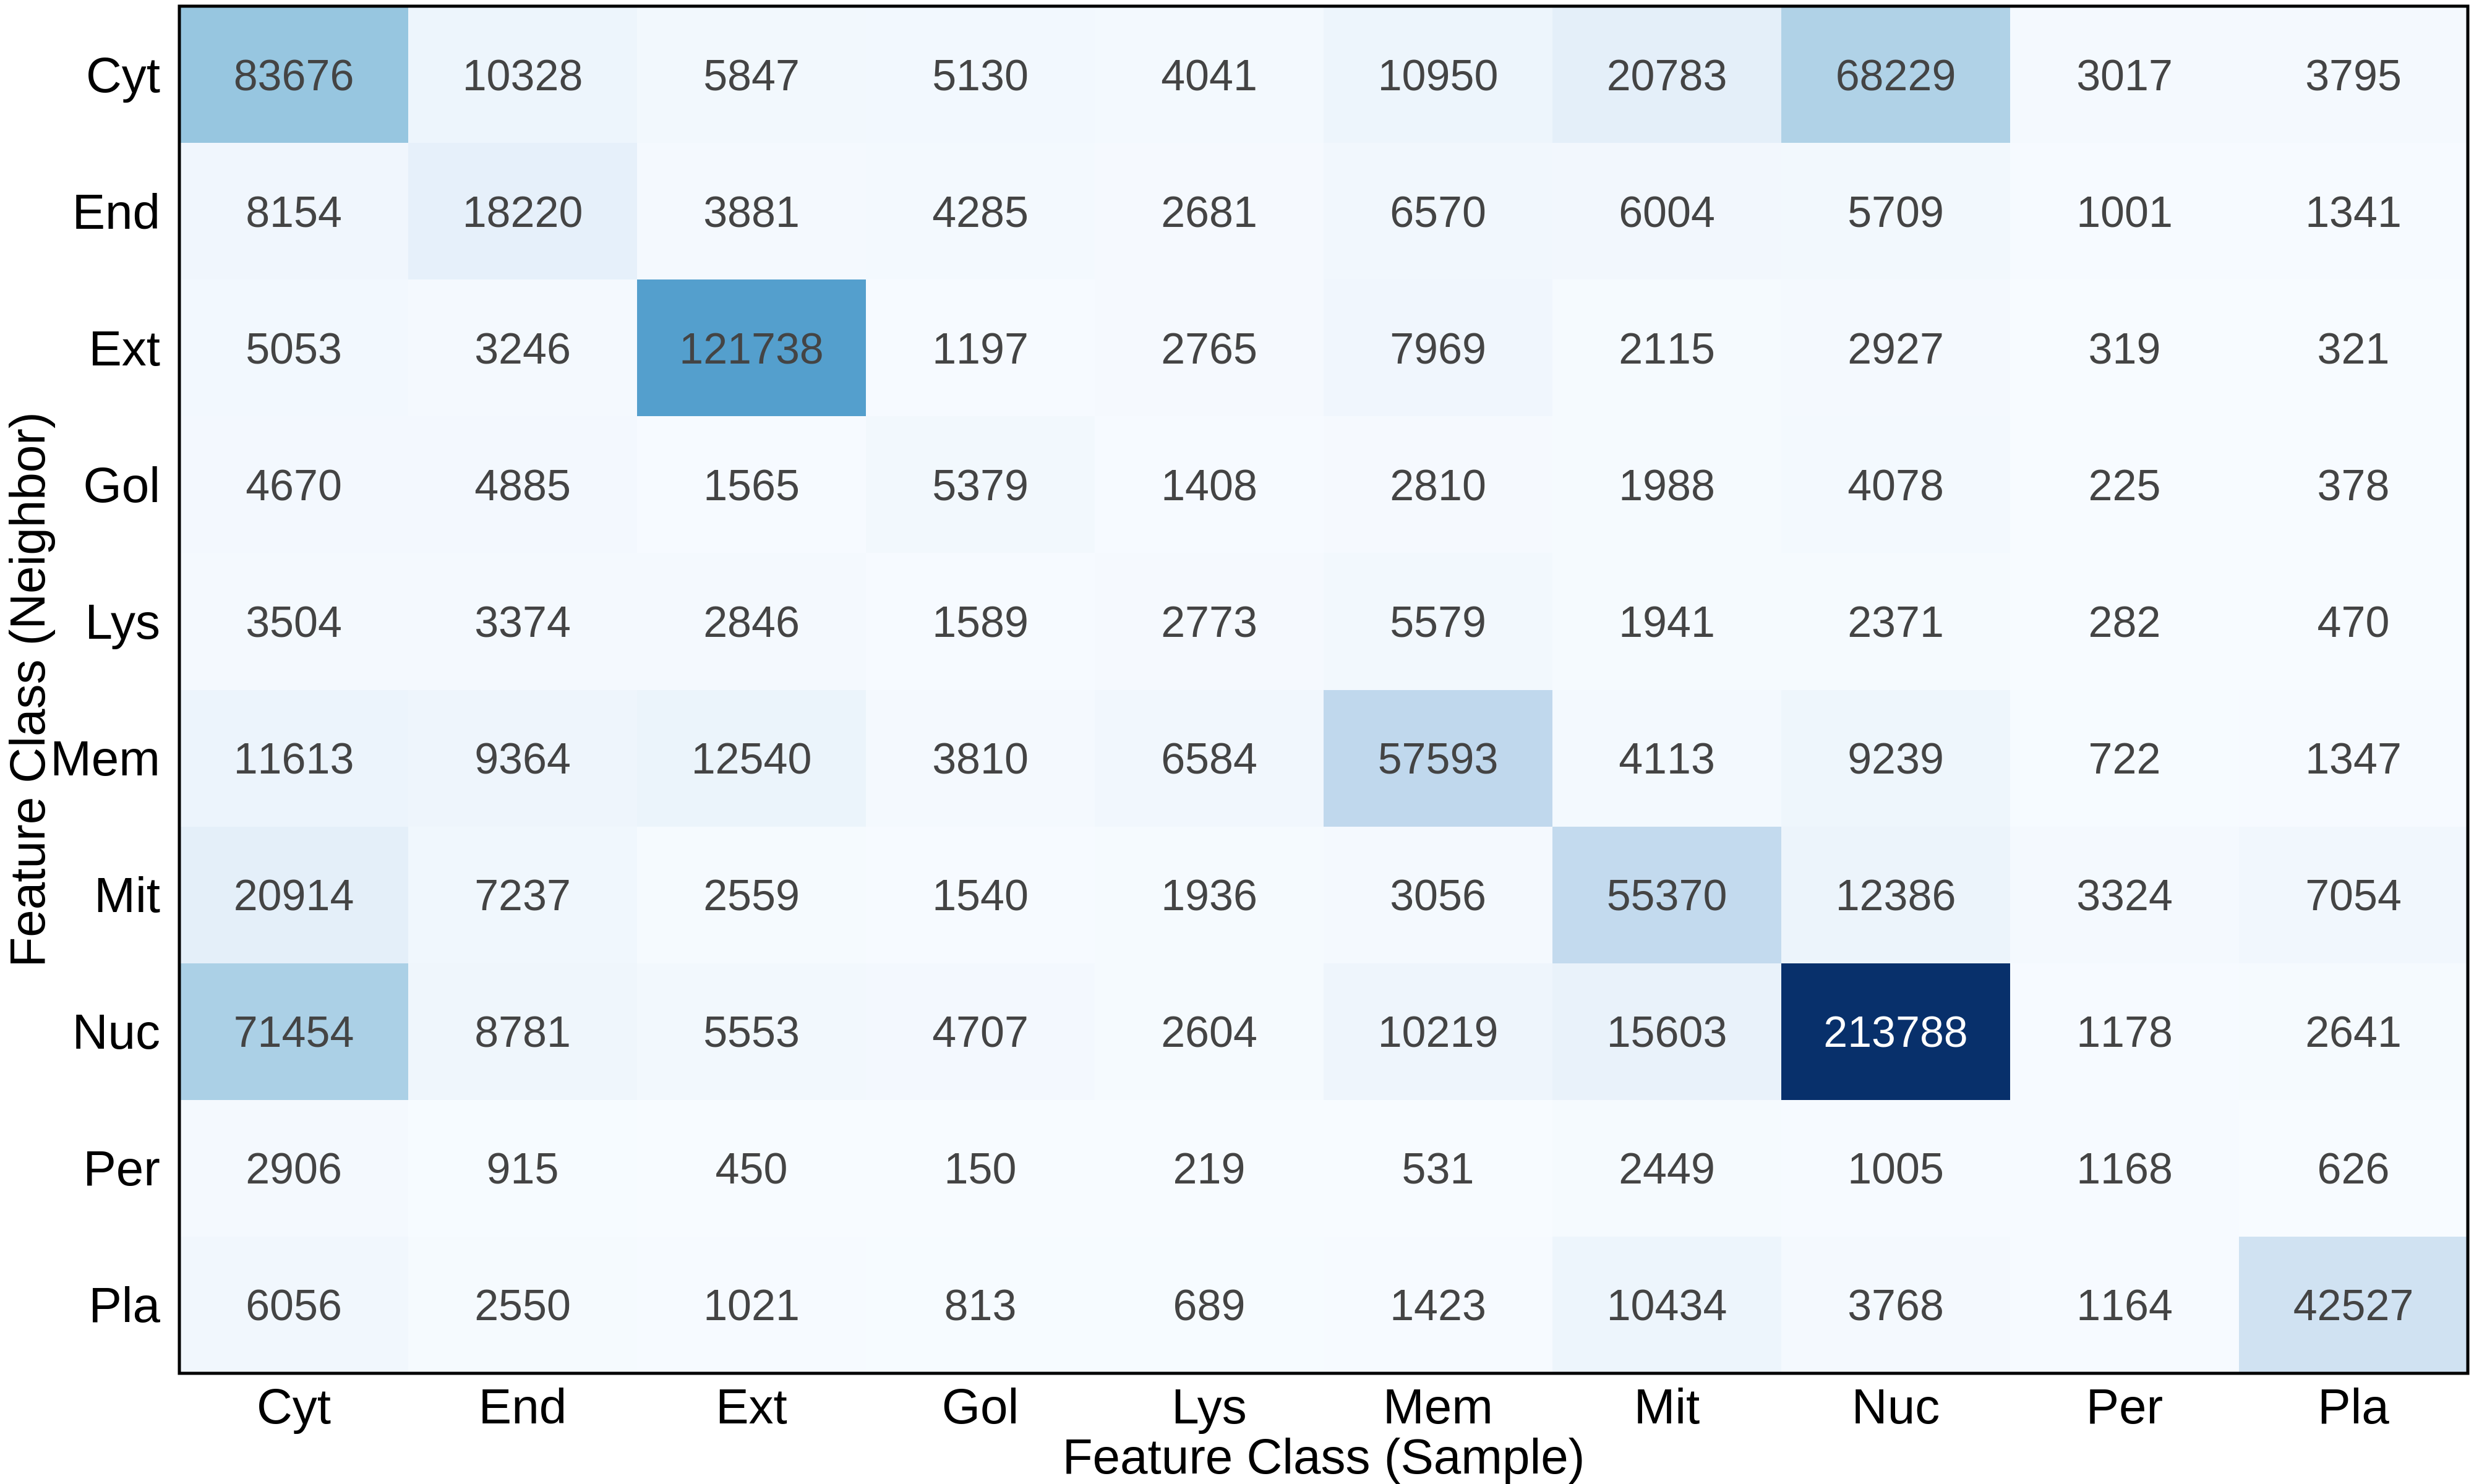 Cyt 83676 10328 5847 5130 4041 10950 20783 68229 3017 3795
End 8154 18220 3881 4285 2681 6570 6004 5709 1001 1341
Ext 5053 3246 121738 1197 2765 7969 2115 2927 319 321
Gol 4670 4885 1565 5379 1408 2810 1988 4078 225 378
Lys 3504 3374 2846 1589 2773 5579 1941 2371 282 470
Mem 11613 9364 12540 3810 6584 57593 4113 9239 722 1347
Mit 20914 7237 2559 1540 1936 3056 55370 12386 3324 7054
Nuc 71454 8781 5553 4707 2604 10219 15603 213788 1178 2641
Per 2906 915 450 150 219 531 2449 1005 1168 626
Pla 6056 2550 1021 813 689 1423 10434 3768 1164 42527
Cyt End Ext Gol Lys Mem Mit Nuc Per Pla
Feature Class (Sample)
Feature Class (Neighbor)